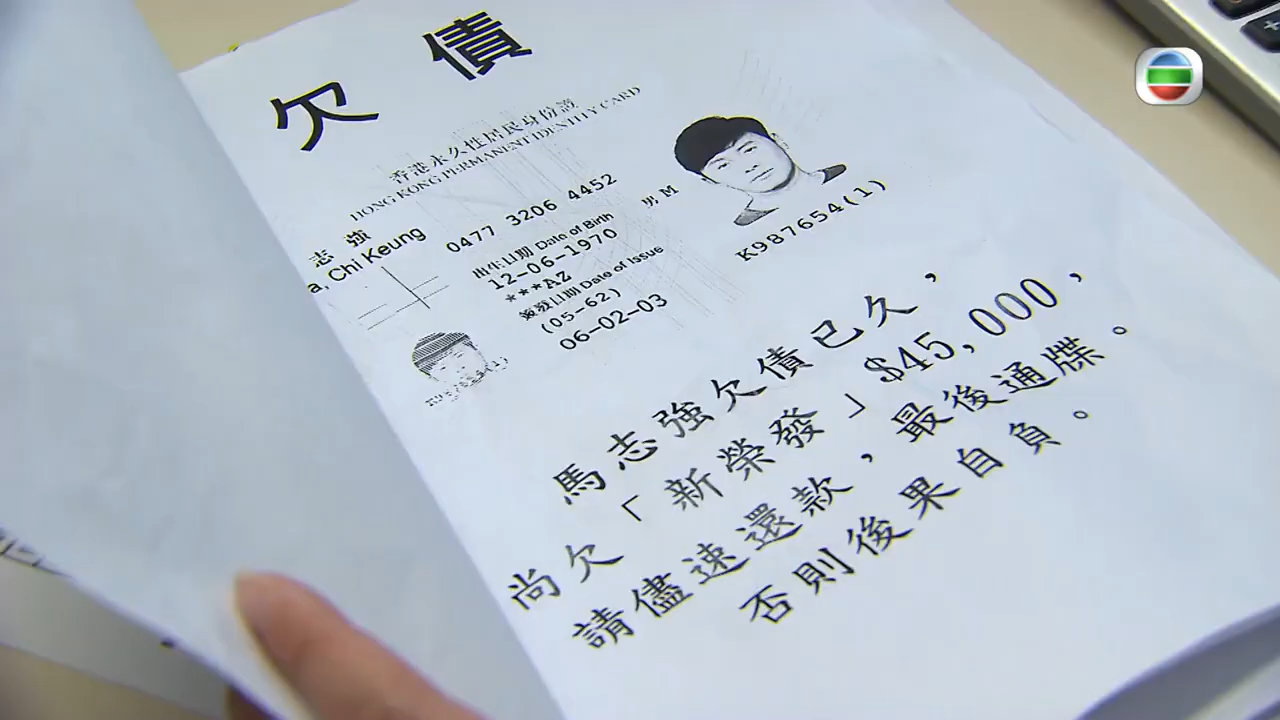 欠債
香港永久性居民身份證
HONG KONG PERMANENT IDENTITY CARD
志強
a, Chi Keung
0477 3206 4452
出生日期 Date of Birth
12-06-1970
男 M
***AZ
簽發日期 Date of Issue
(05-62)
06-02-03
K987654(1)
馬志強欠債已久，
尚欠「新榮發」$45,000，
請儘速還款，最後通牒。
否則後果自負。